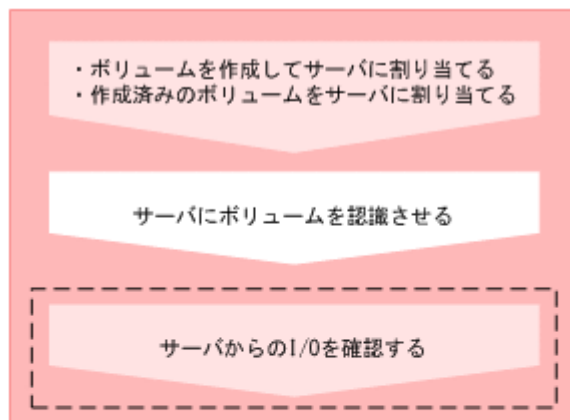 ・ボリュームを作成してサーバに割り当てる
・作成済みのボリュームをサーバに割り当てる
サーバにボリュームを認識させる
サーバからのI/Oを確認する